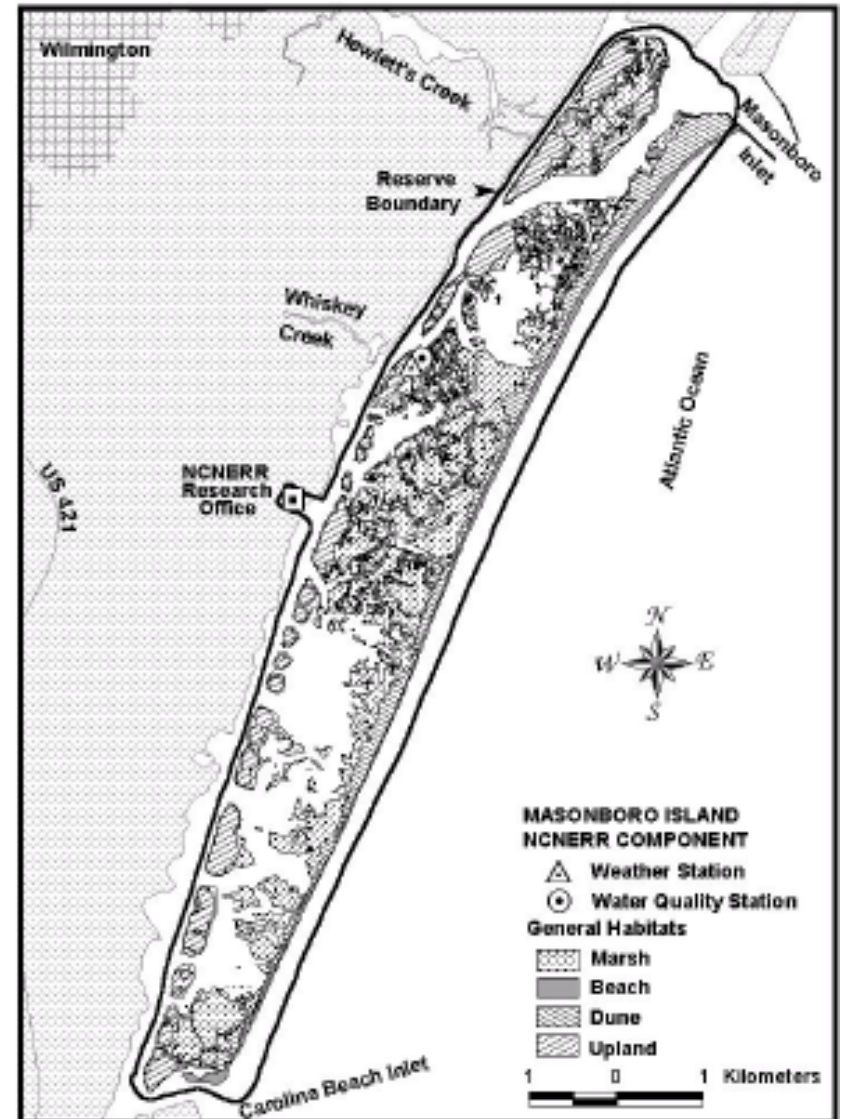 Wilmington
Hewlett's Creek
Masonboro
Inlet
Reserve
Boundary
Whiskey
Creek
NCNERR
Research
Office
US 421
Atlantic Ocean
N
W E
S
MASONBORO ISLAND
NCNERR COMPONENT
Weather Station
Water Quality Station
General Habitats
Marsh
Beach
Dune
Upland
1 0 1 Kilometers
Carolina Beach Inlet